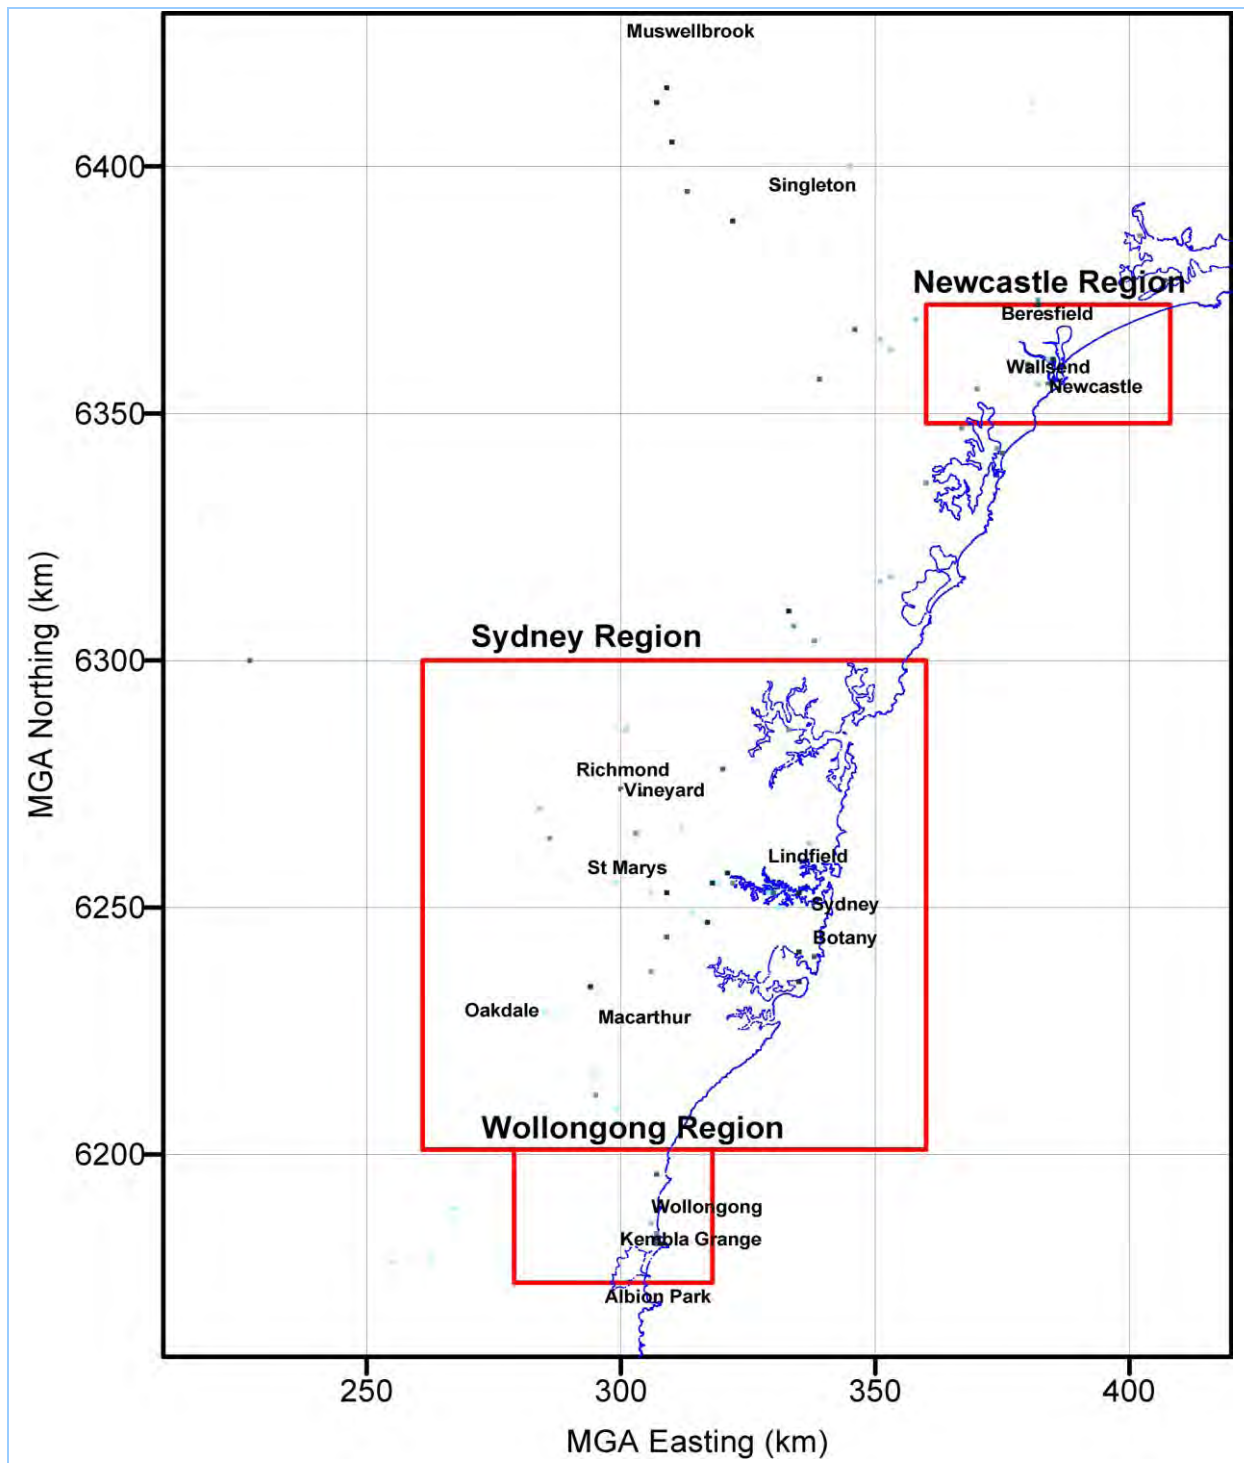 Muswellbrook
6400
Singleton
Newcastle Region
Beresfield
Wallsend
Newcastle
6350
MGA Northing (km)
Sydney Region
6300
Richmond
Vineyard
Lindfield
St Marys
6250
Sydney
Botany
Oakdale
Macarthur
Wollongong Region
6200
Wollongong
Kembla Grange
Albion Park
250
300
350
400
MGA Easting (km)